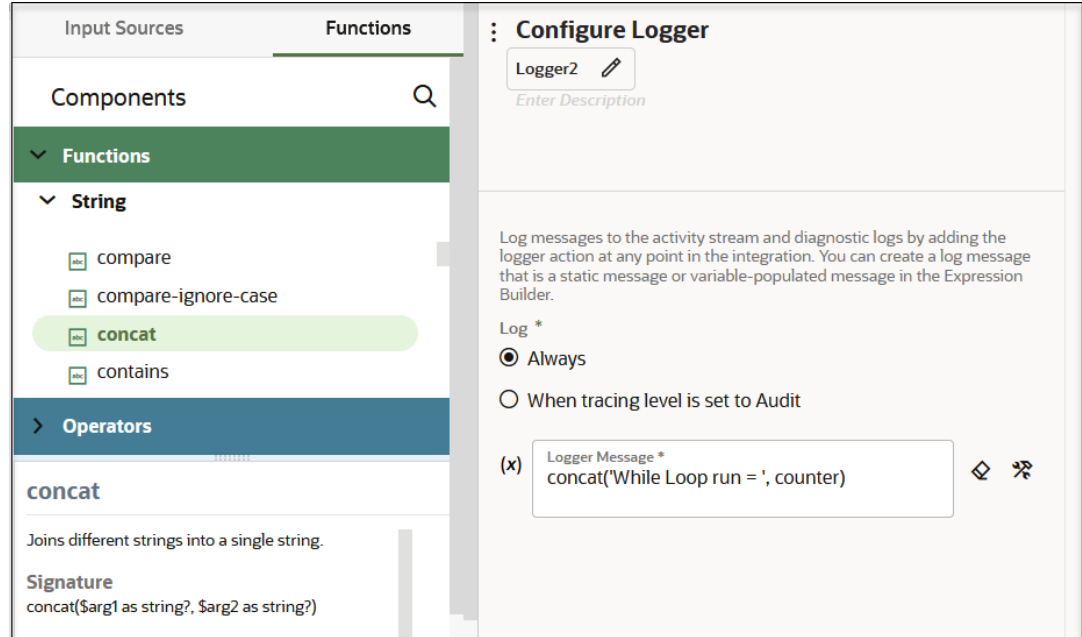 Input Sources
Functions
Components
Functions
String
abc compare
abc compare-ignore-case
abc concat
abc contains
Operators
concat
Joins different strings into a single string.
Signature
concat($arg1 as string?, $arg2 as string?)
Configure Logger
Logger2
Enter Description
Log messages to the activity stream and diagnostic logs by adding the
logger action at any point in the integration. You can create a log message
that is a static message or variable-populated message in the Expression
Builder.
Log *
Always
When tracing level is set to Audit
(x)
Logger Message *
concat('While Loop run = ', counter)